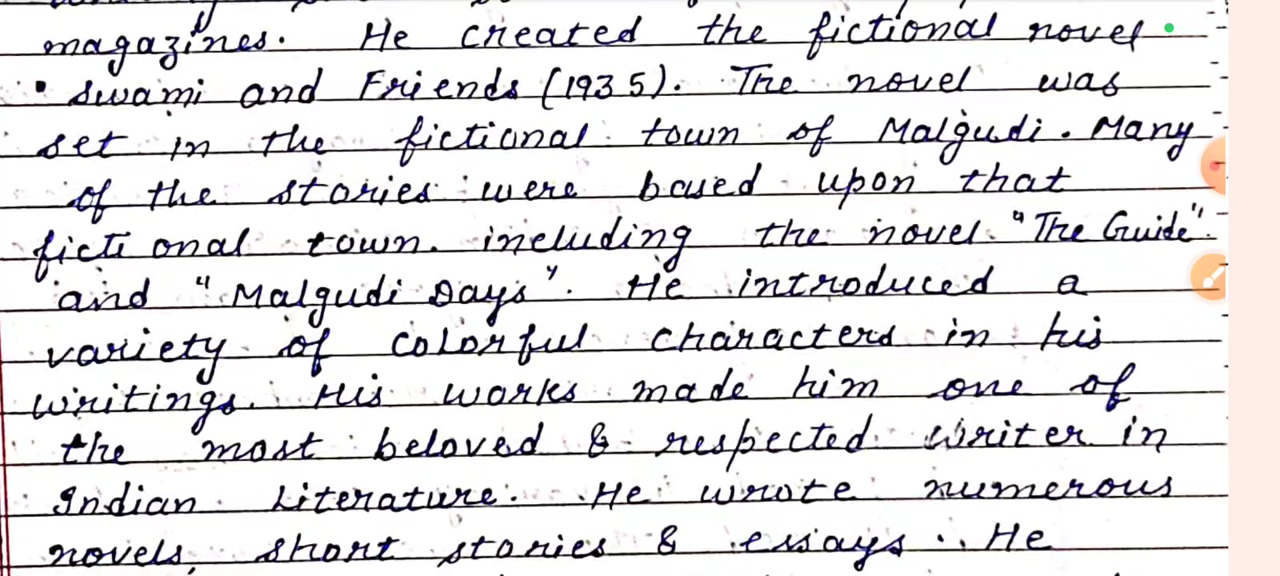 magazines. He created the fictional novel
Swami and Friends (1935). The novel was
set in the fictional town of Malgudi. Many
of the stories were based upon that
fictional town. including the novel. "The Guide".
and "Malgudi Days". He introduced a
variety of colorful characters in his
writings. His works made him one of
the most beloved & respected writer in
Indian Literature. He wrote numerous
novels, short stories & essays. He